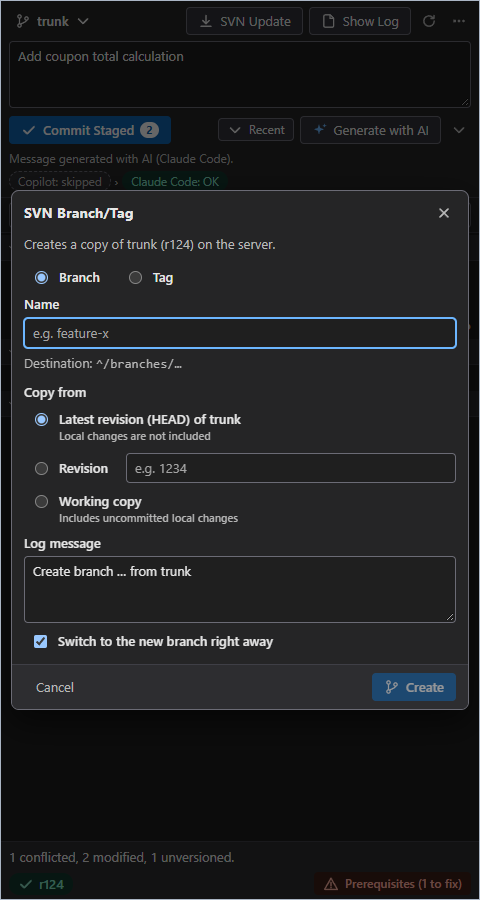 trunk
SVN Update
Show Log
Add coupon total calculation
Commit Staged 2
Recent
Generate with AI
Message generated with AI (Claude Code).
Copilot: skipped › Claude Code: OK
SVN Branch/Tag
Creates a copy of trunk (r124) on the server.
Branch
Tag
Name
e.g. feature-x
Destination: ^/branches/…
Copy from
Latest revision (HEAD) of trunk
Local changes are not included
Revision
e.g. 1234
Working copy
Includes uncommitted local changes
Log message
Create branch ... from trunk
Switch to the new branch right away
Cancel
Create
1 conflicted, 2 modified, 1 unversioned.
r124
Prerequisites (1 to fix)